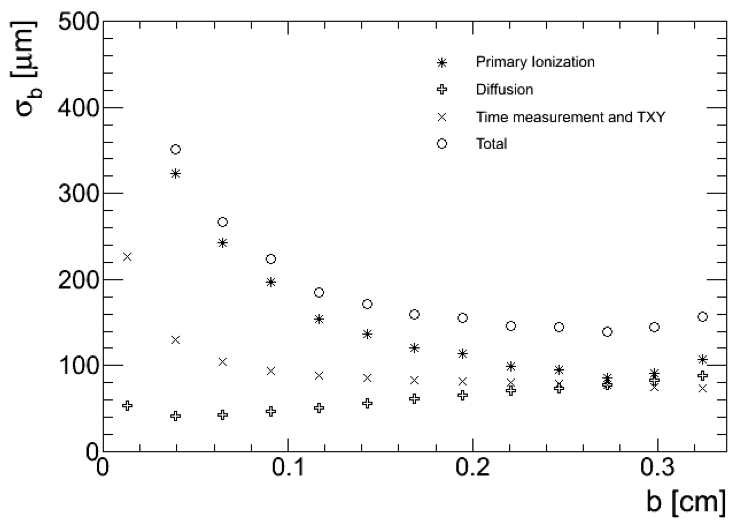 500
σb [μm]
Primary Ionization
Diffusion
400
Time measurement and TXY
Total
300
200
100
0
0 0.1 0.2 0.3
b [cm]